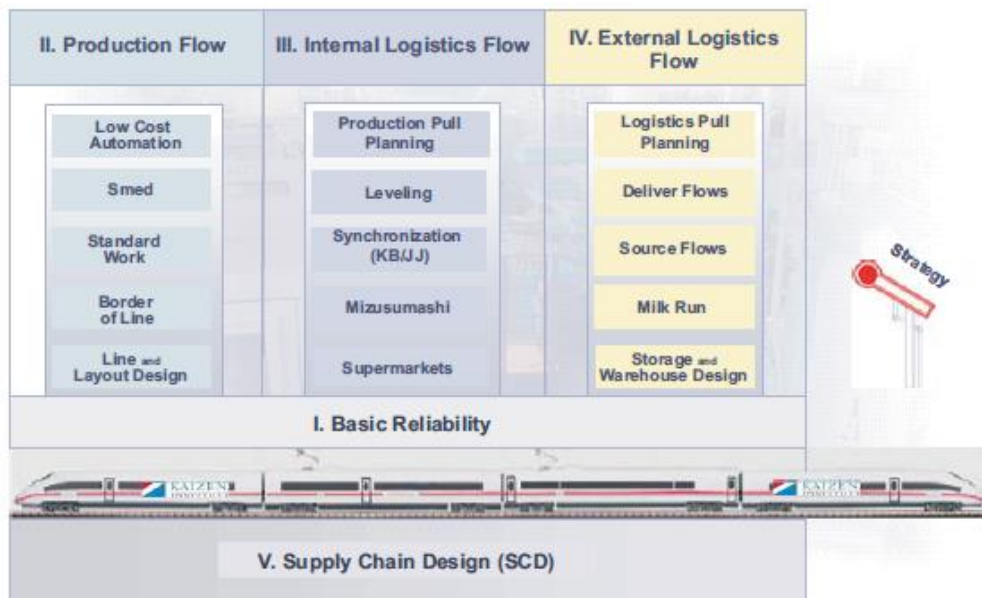 II. Production Flow
III. Internal Logistics Flow
IV. External Logistics
Flow
Low Cost
Automation
Smed
Standard
Work
Border
of Line
Line and
Layout Design
Production Pull
Planning
Leveling
Synchronization
(KB/JJ)
Mizusumashi
Supermarkets
Logistics Pull
Planning
Deliver Flows
Source Flows
Milk Run
Storage and
Warehouse Design
Strategy
I. Basic Reliability
KAIZEN
INSTITUTE
KAIZEN
INSTITUTE
V. Supply Chain Design (SCD)